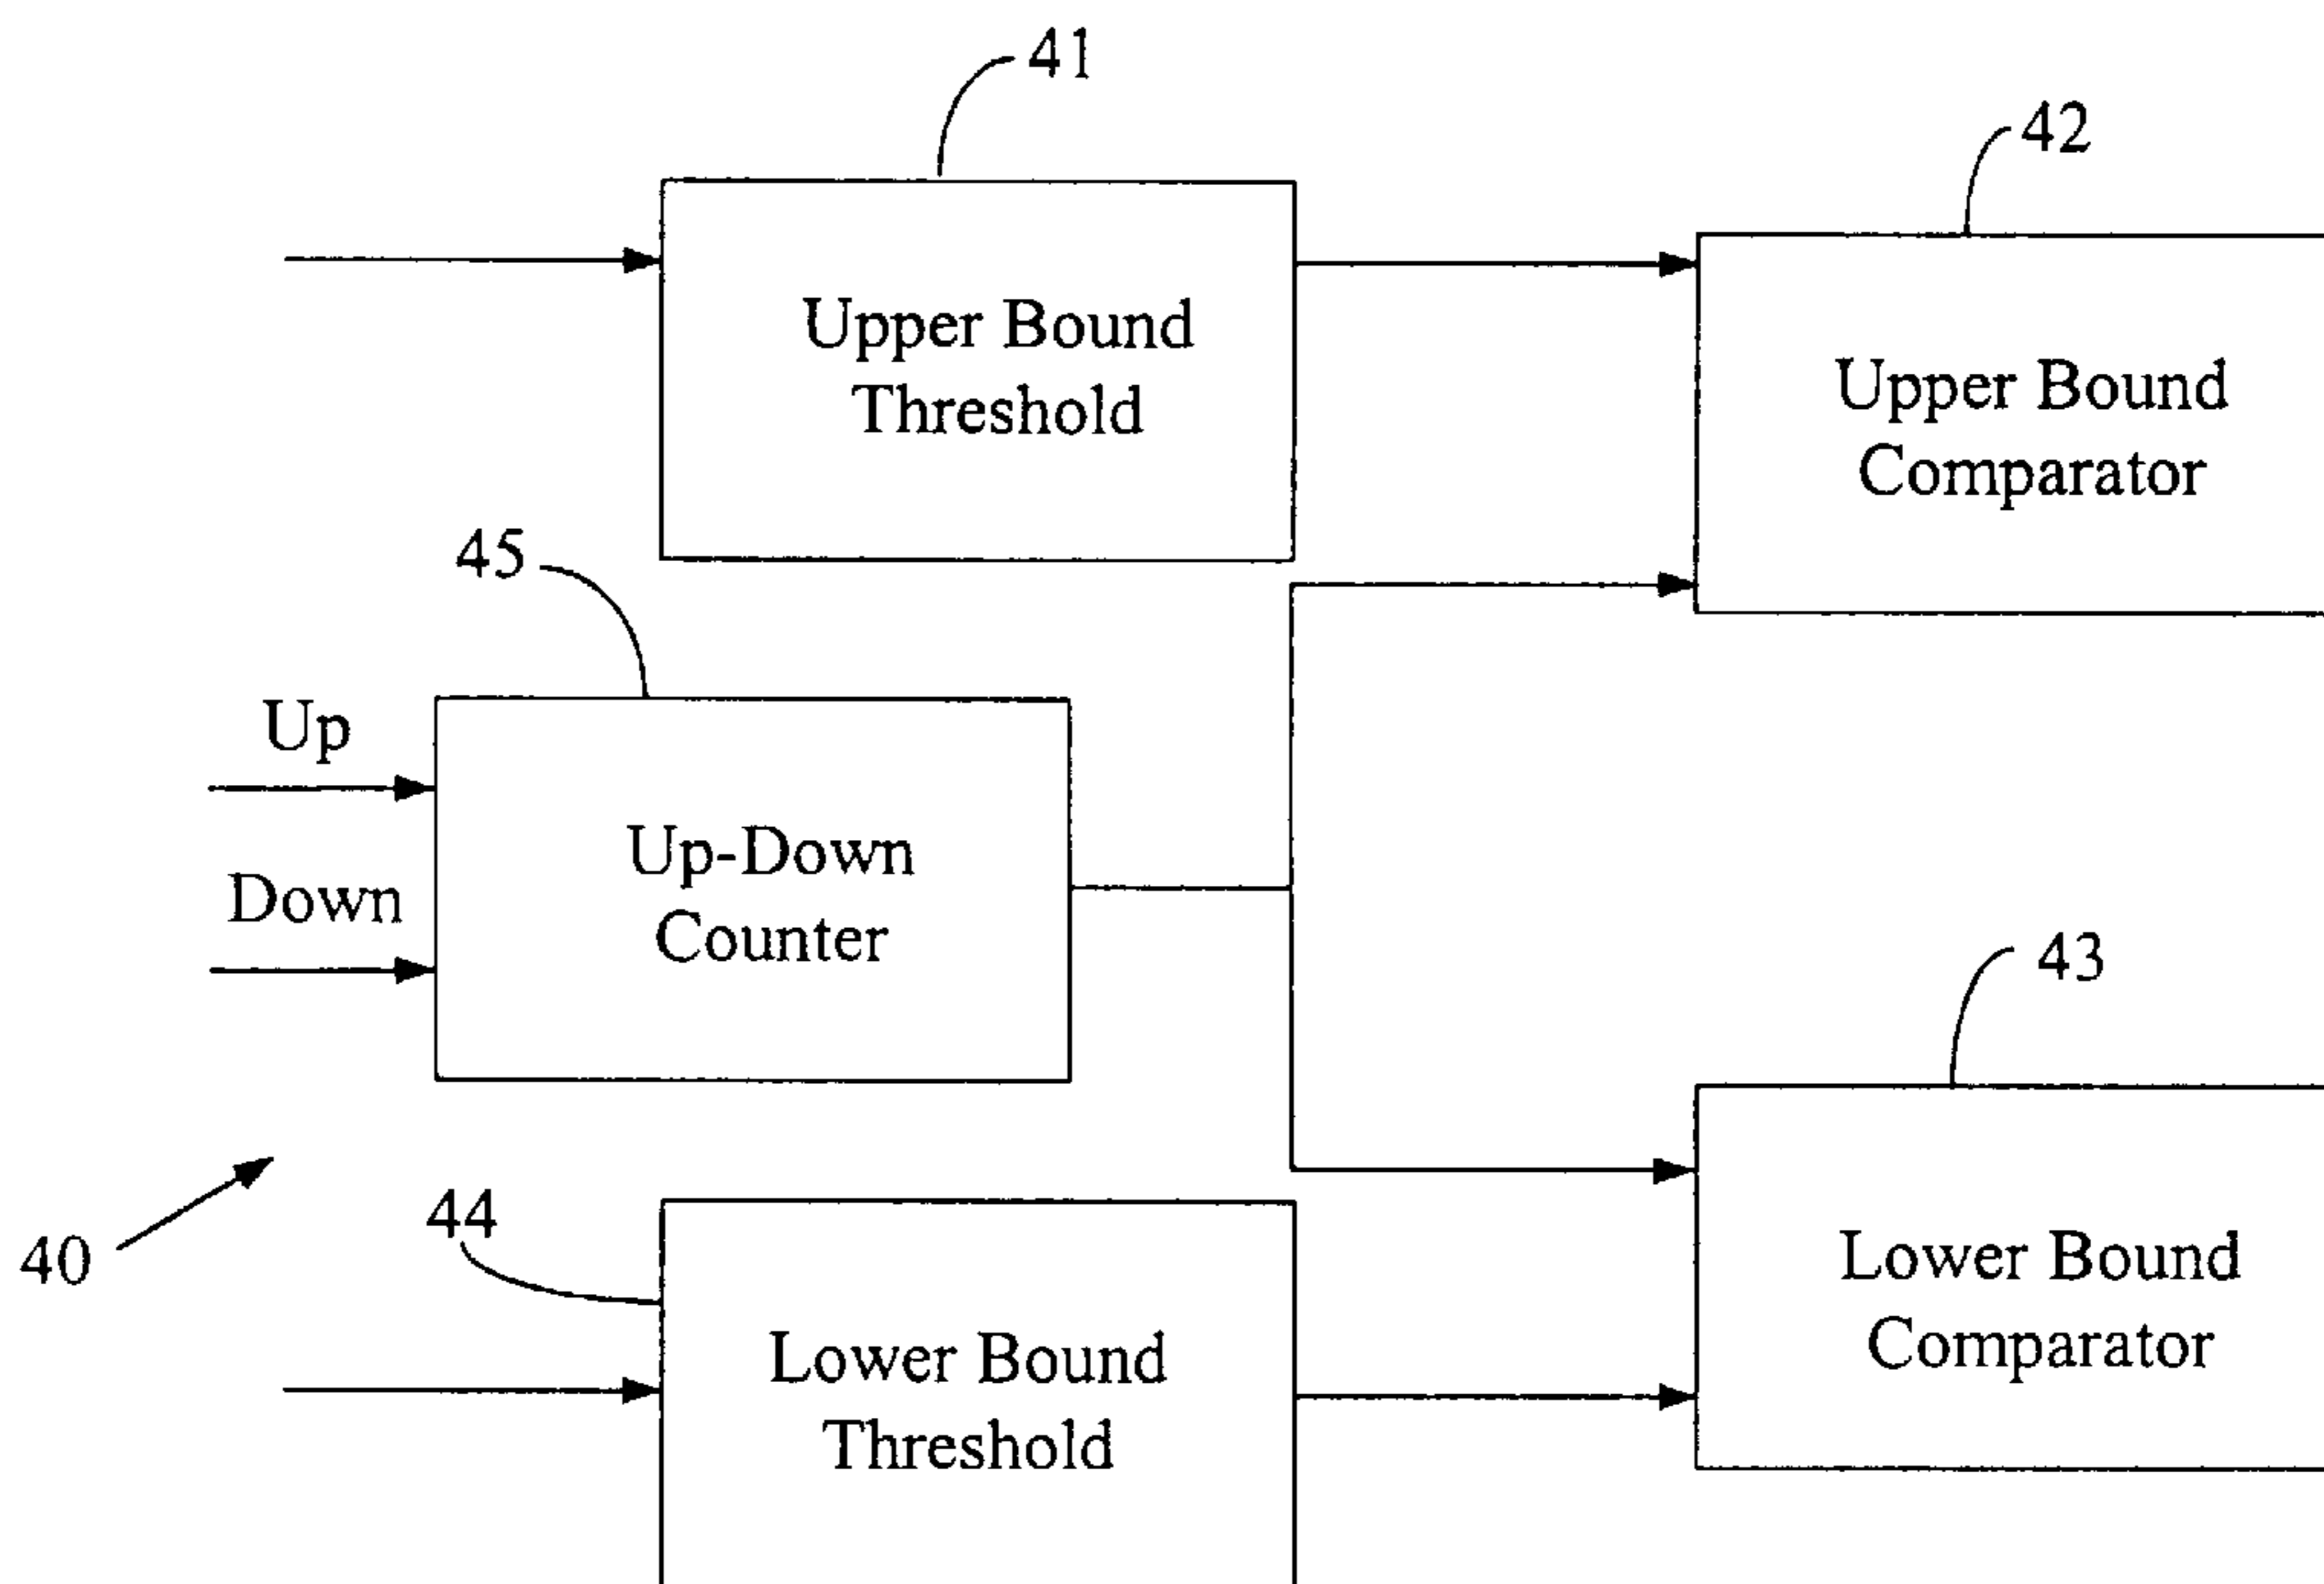 41
42
Upper Bound
Threshold
Upper Bound
Comparator
45
Up
Down
Up-Down
Counter
43
40
44
Lower Bound
Comparator
Lower Bound
Threshold